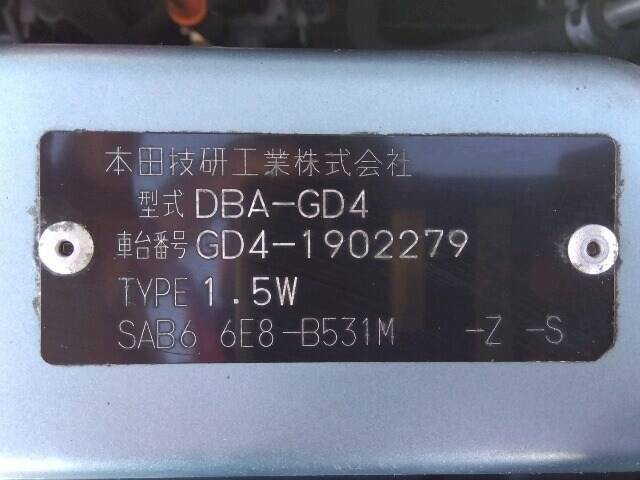 本田技研工業株式会社
型式 DBA-GD4
車台番号 GD4-1902279
TYPE 1.5W
SAB6 6E8-B531M -Z -S